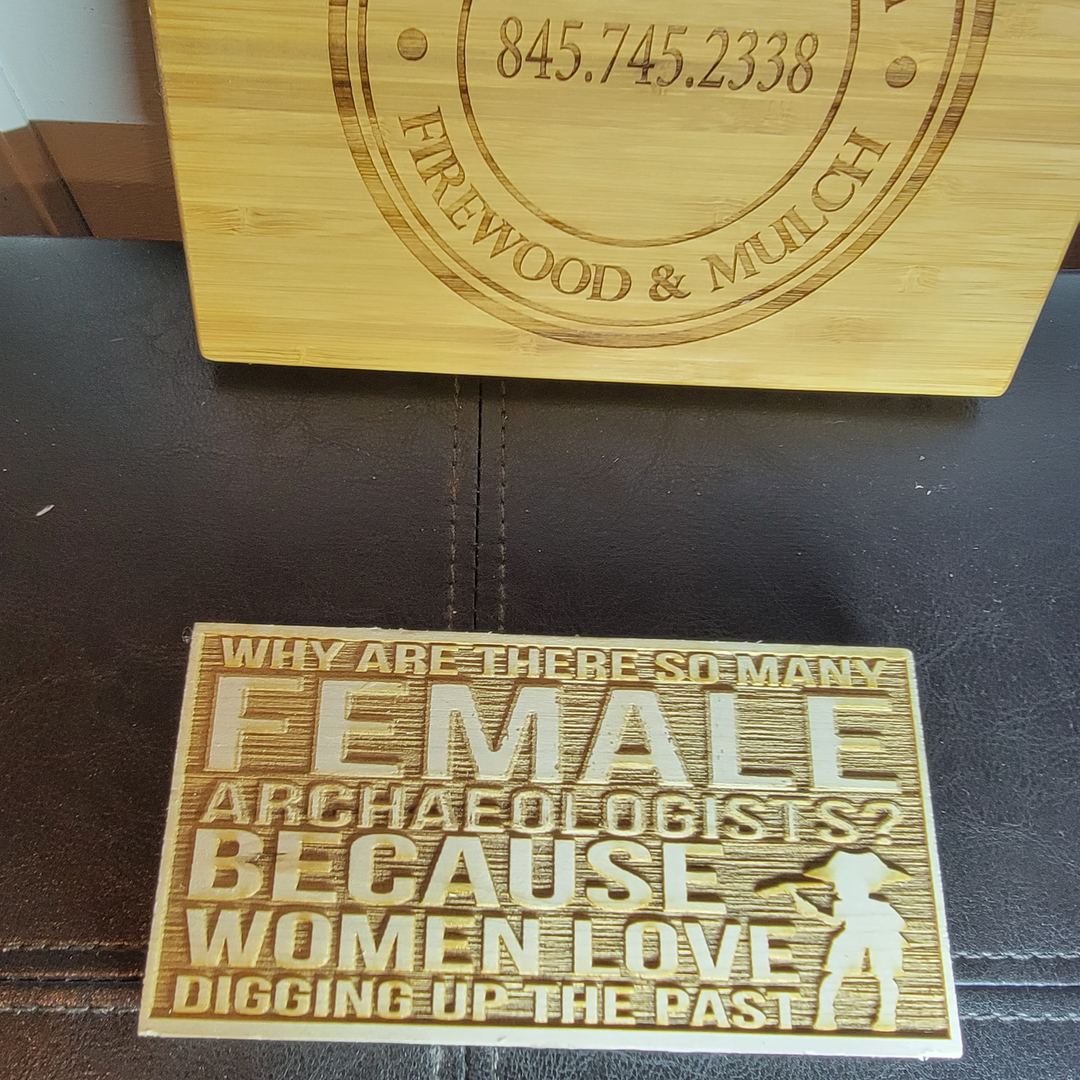 845.745.2338
FIREWOOD & MULCH
WHY ARE THERE SO MANY
FEMALE
ARCHAEOLOGISTS?
BECAUSE
WOMEN LOVE
DIGGING UP THE PAST